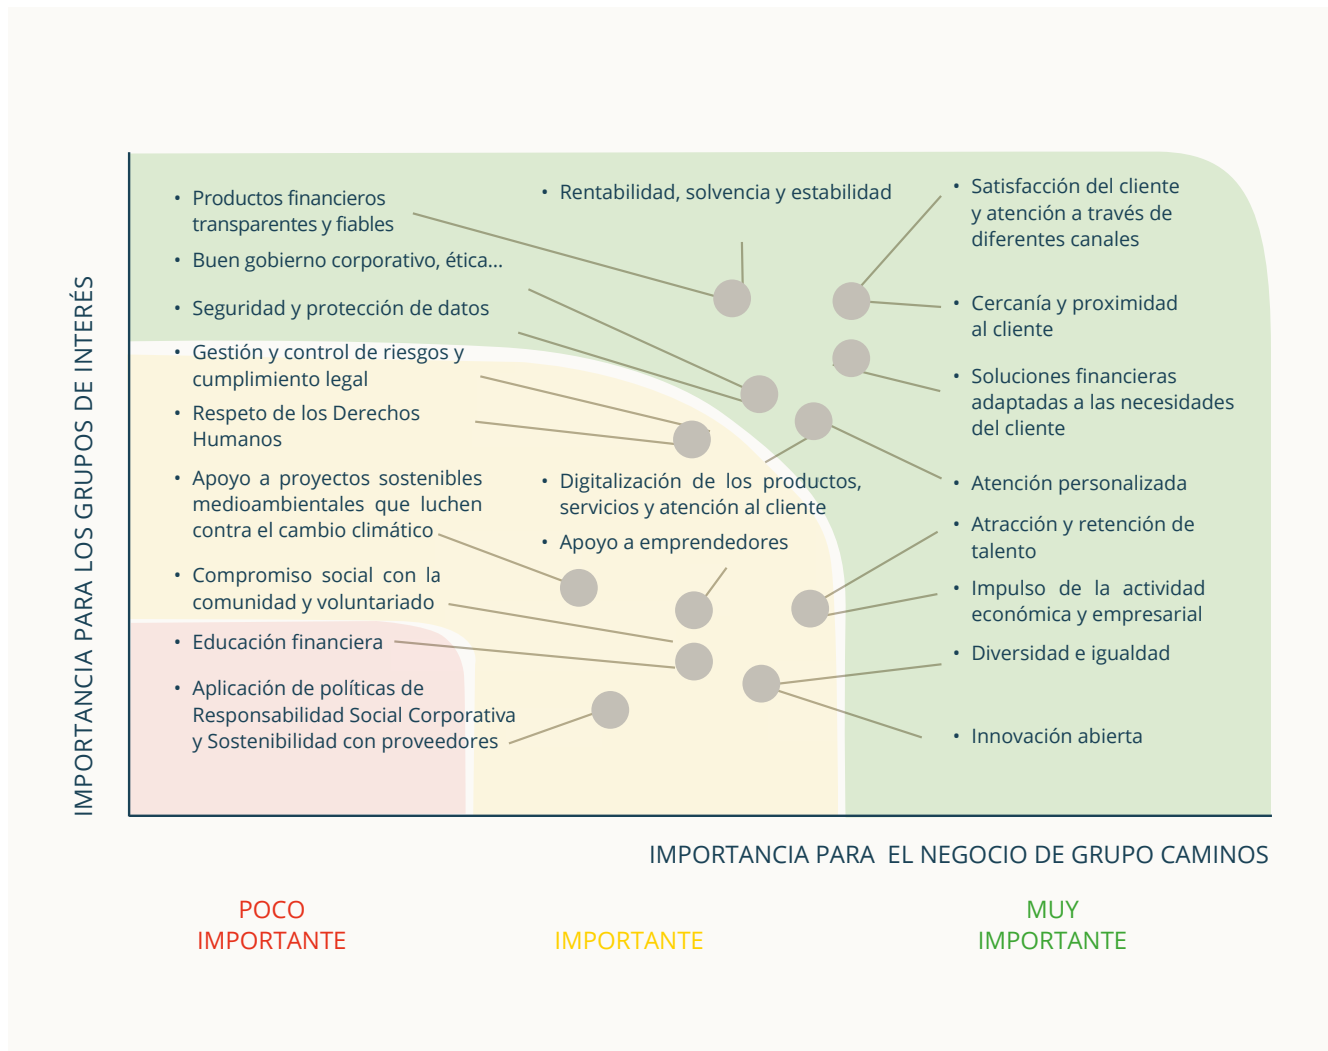 IMPORTANCIA PARA LOS GRUPOS DE INTERÉS
• Productos financieros
transparentes y fiables
• Buen gobierno corporativo, ética...
• Seguridad y protección de datos
• Gestión y control de riesgos y
cumplimiento legal
• Respeto de los Derechos
Humanos
• Apoyo a proyectos sostenibles
medioambientales que luchen
contra el cambio climático
• Compromiso social con la
comunidad y voluntariado
• Educación financiera
• Aplicación de políticas de
Responsabilidad Social Corporativa
y Sostenibilidad con proveedores
• Rentabilidad, solvencia y estabilidad
• Digitalización de los productos,
servicios y atención al cliente
• Apoyo a emprendedores
• Satisfacción del cliente
y atención a través de
diferentes canales
• Cercanía y proximidad
al cliente
• Soluciones financieras
adaptadas a las necesidades
del cliente
• Atención personalizada
• Atracción y retención de
talento
• Impulso de la actividad
económica y empresarial
• Diversidad e igualdad
• Innovación abierta
IMPORTANCIA PARA EL NEGOCIO DE GRUPO CAMINOS
POCO
IMPORTANTE
IMPORTANTE
MUY
IMPORTANTE